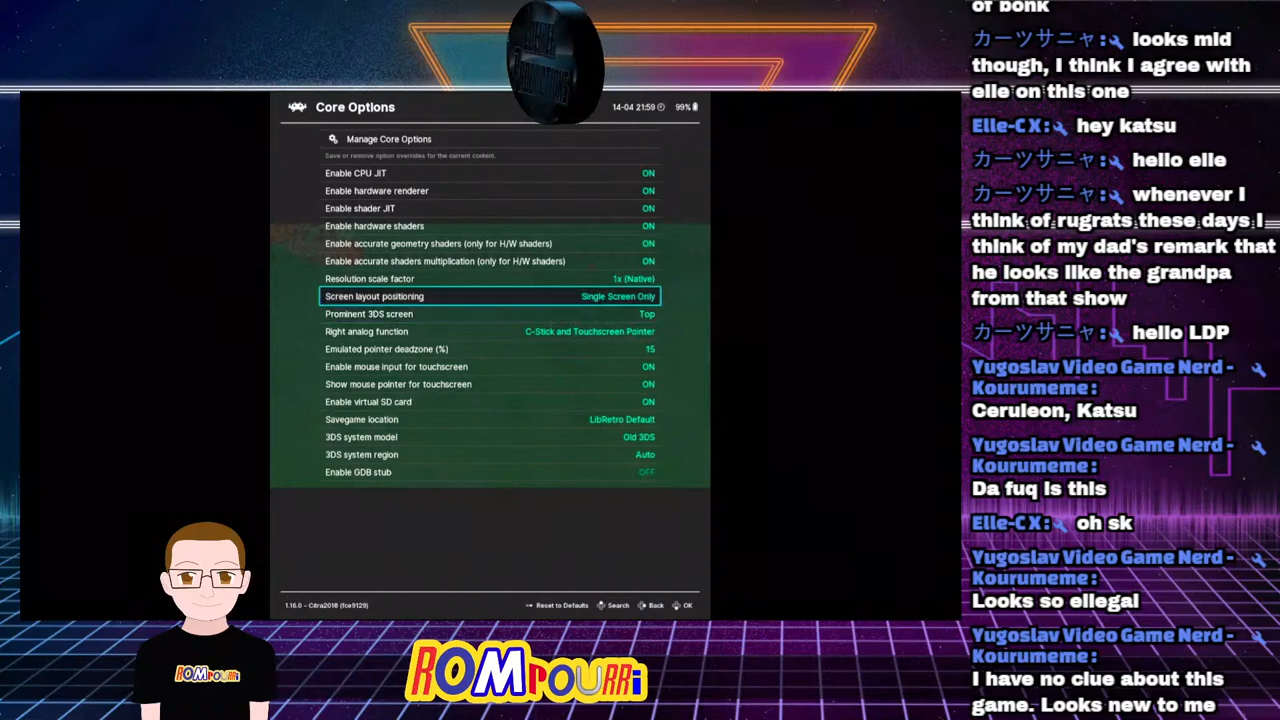 Core Options
14-04 21:59 99%
Manage Core Options
Save or remove option overrides for the current content.
Enable CPU JIT ON
Enable hardware renderer ON
Enable shader JIT ON
Enable hardware shaders ON
Enable accurate geometry shaders (only for H/W shaders) ON
Enable accurate shaders multiplication (only for H/W shaders) ON
Resolution scale factor 1x (Native)
Screen layout positioning Single Screen Only
Prominent 3DS screen Top
Right analog function C-Stick and Touchscreen Pointer
Emulated pointer deadzone (%) 15
Enable mouse input for touchscreen ON
Show mouse pointer for touchscreen ON
Enable virtual SD card ON
Savegame location LibRetro Default
3DS system model Old 3DS
3DS system region Auto
Enable GDB stub OFF
1.16.0 - Citra2018 (fce9129)
Reset to Defaults Search Back OK
ROMPOURRi
ROMPOURRi
of bonk
カーツサニャ: looks mid
though, I think I agree with
elle on this one
Elle-CX: hey katsu
カーツサニャ: hello elle
カーツサニャ: whenever I
think of rugrats these days I
think of my dad's remark that
he looks like the grandpa
from that show
カーツサニャ: hello LDP
Yugoslav Video Game Nerd -
Kourumeme:
Ceruleon, Katsu
Yugoslav Video Game Nerd -
Kourumeme:
Da fuq is this
Elle-CX: oh sk
Yugoslav Video Game Nerd -
Kourumeme:
Looks so ellegal
Yugoslav Video Game Nerd -
Kourumeme:
I have no clue about this
game. Looks new to me